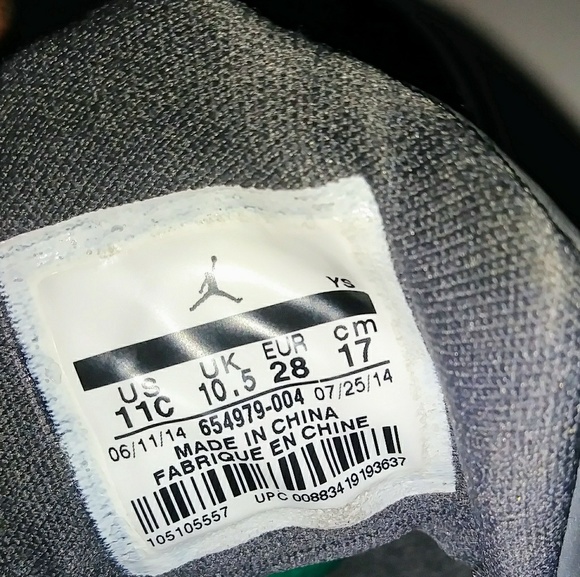 YS
US UK EUR cm
11C 10.5 28 17
06/11/14 654979-004 07/25/14
MADE IN CHINA
FABRIQUE EN CHINE
UPC 00883419193637
105105557